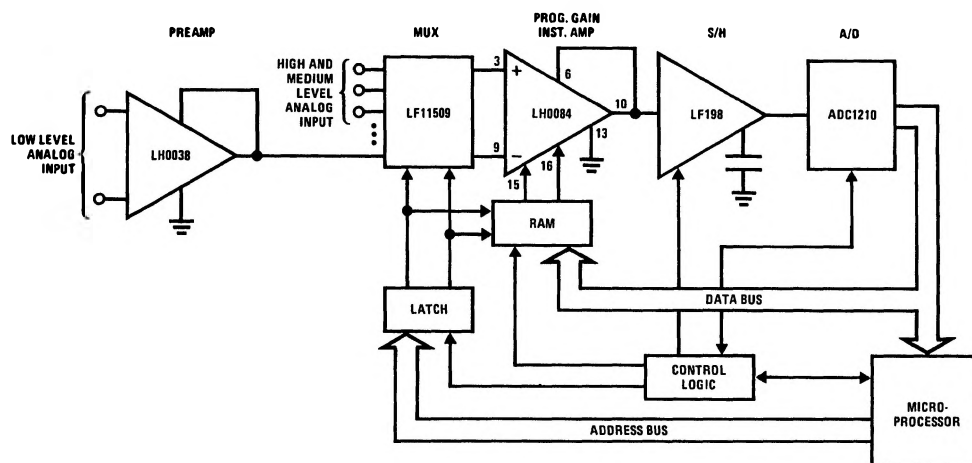 PREAMP
MUX
PROG. GAIN
INST. AMP
S/H
A/D
HIGH AND
MEDIUM
LEVEL
ANALOG
INPUT
LOW LEVEL
ANALOG
INPUT
LH0038
LF11509
3
+
6
LH0084
10
13
9
−
16
15
LF198
ADC1210
RAM
DATA BUS
LATCH
CONTROL
LOGIC
MICRO-
PROCESSOR
ADDRESS BUS